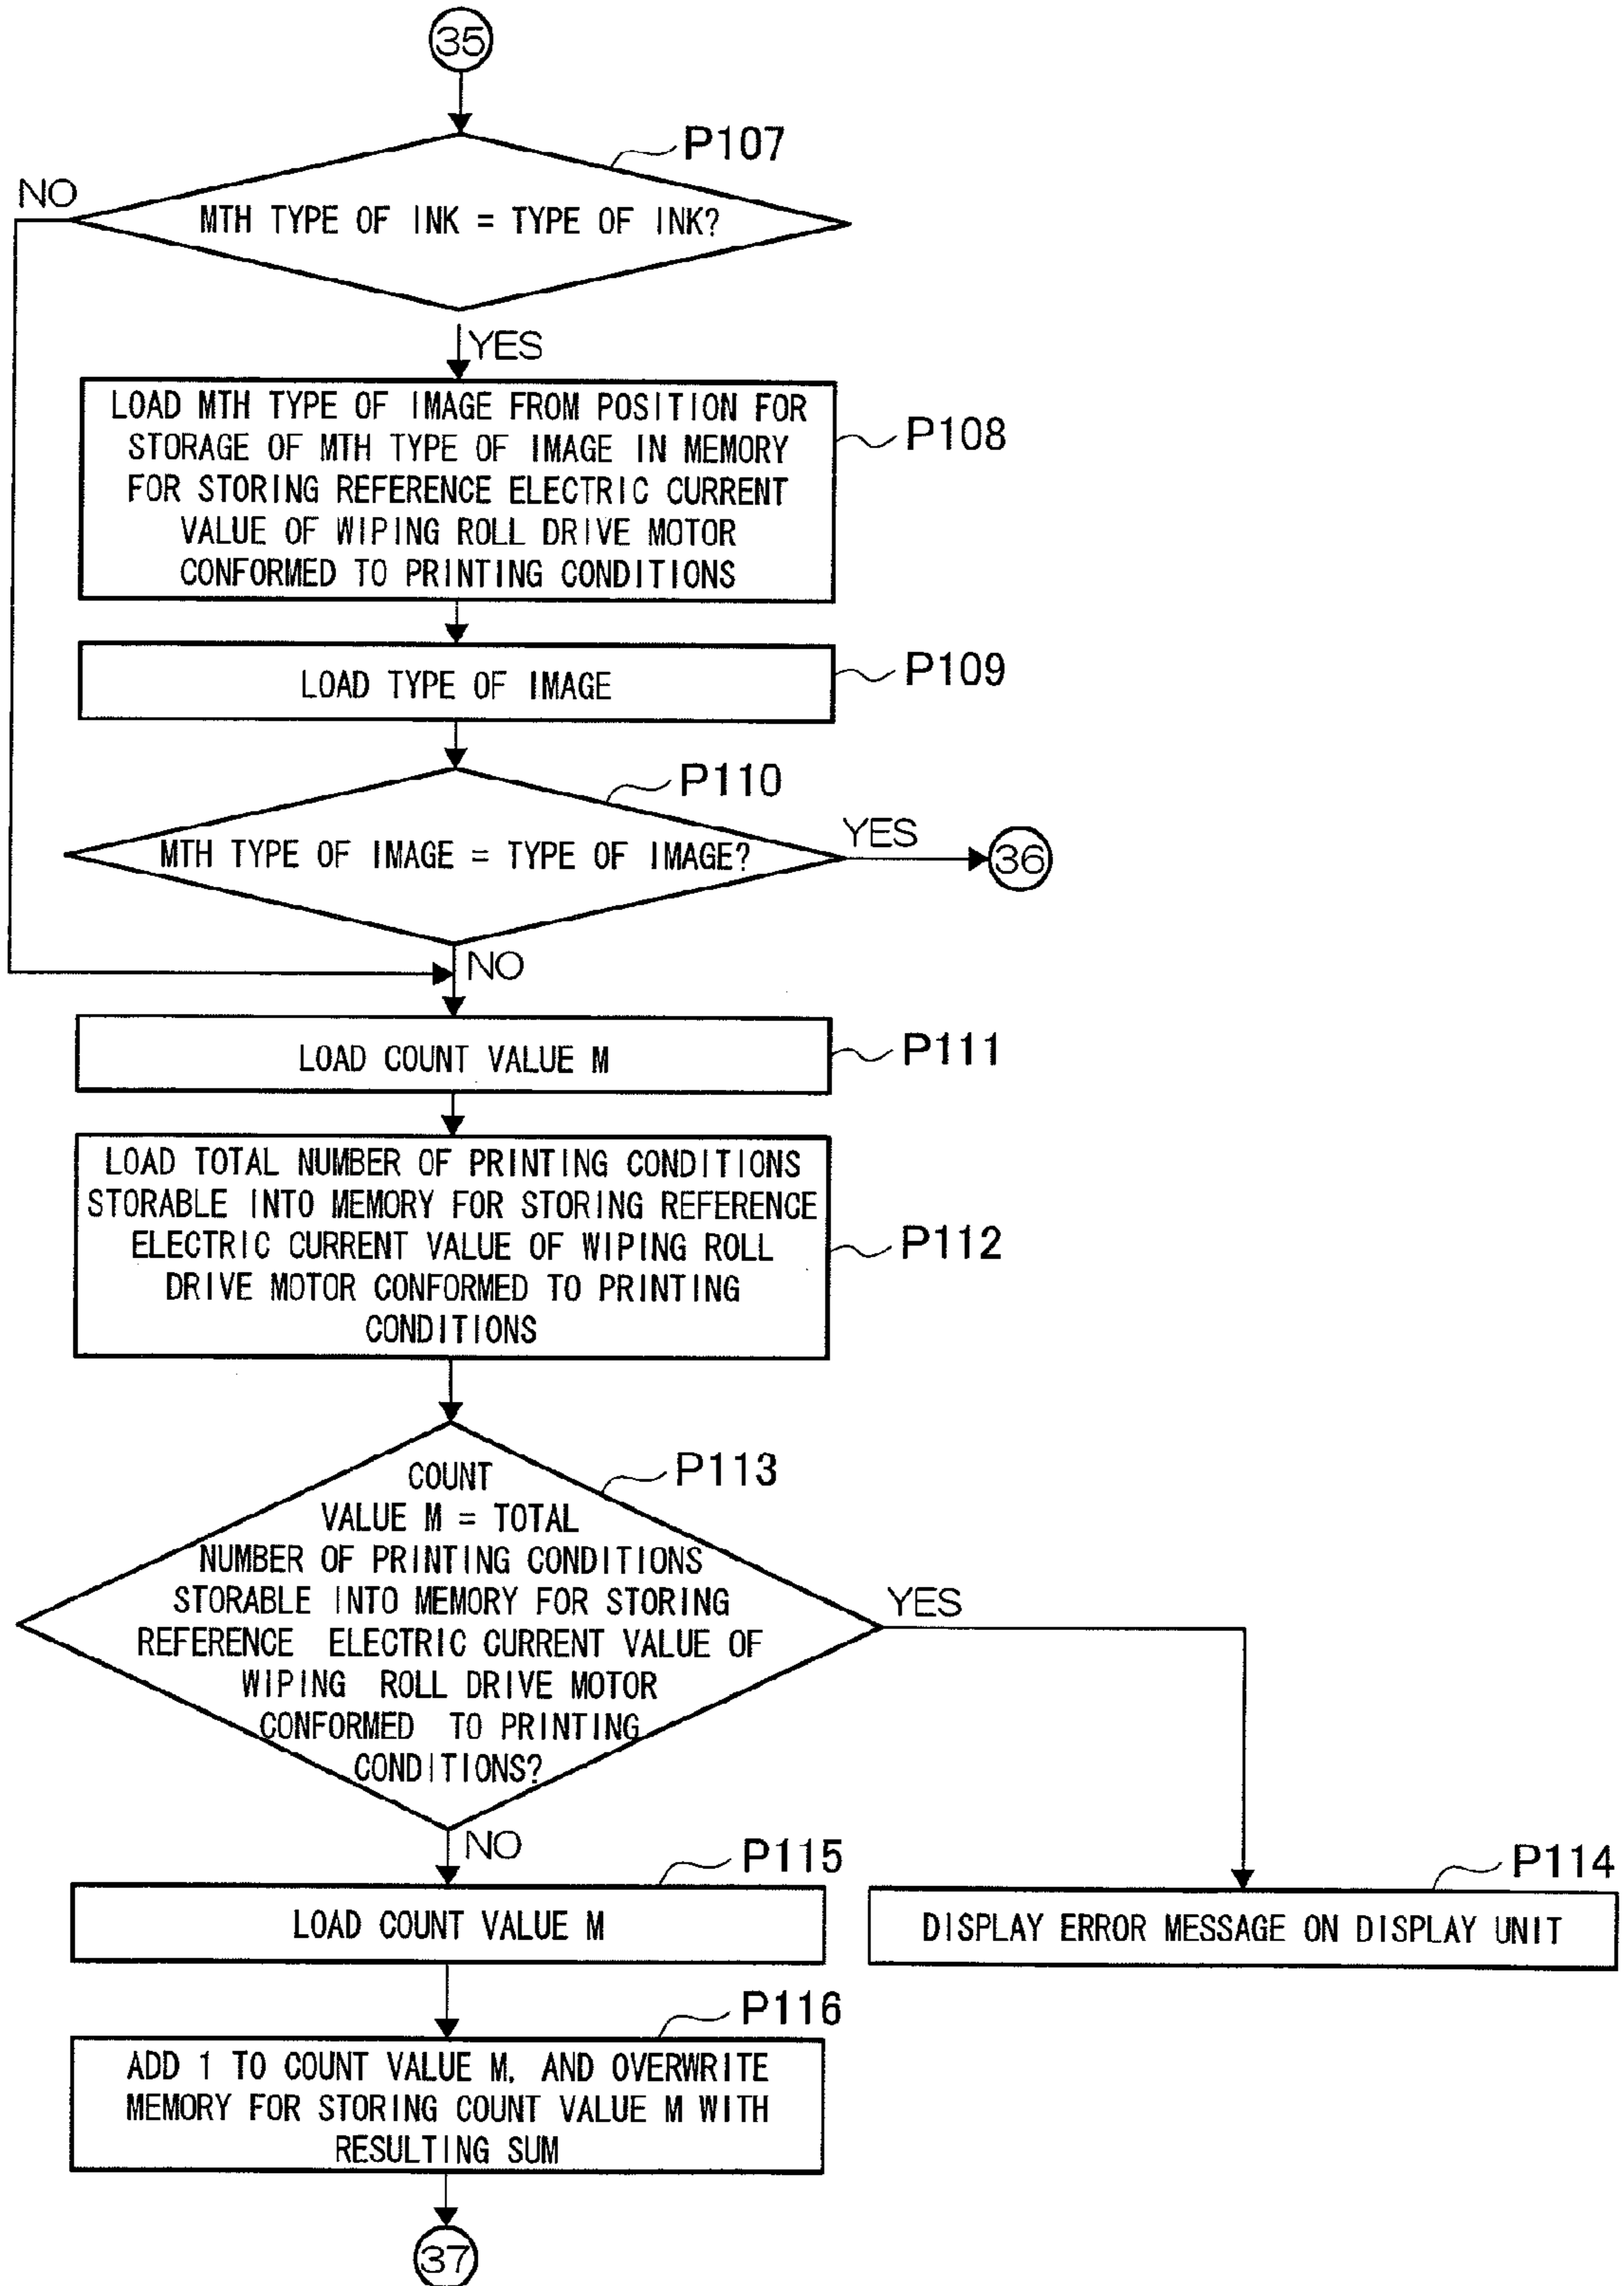 35
P107
NO
MTH TYPE OF INK = TYPE OF INK?
YES
LOAD MTH TYPE OF IMAGE FROM POSITION FOR
STORAGE OF MTH TYPE OF IMAGE IN MEMORY
FOR STORING REFERENCE ELECTRIC CURRENT
VALUE OF WIPING ROLL DRIVE MOTOR
CONFORMED TO PRINTING CONDITIONS
P108
LOAD TYPE OF IMAGE
P109
P110
MTH TYPE OF IMAGE = TYPE OF IMAGE?
YES
36
NO
LOAD COUNT VALUE M
P111
LOAD TOTAL NUMBER OF PRINTING CONDITIONS
STORABLE INTO MEMORY FOR STORING REFERENCE
ELECTRIC CURRENT VALUE OF WIPING ROLL
DRIVE MOTOR CONFORMED TO PRINTING
CONDITIONS
P112
P113
COUNT
VALUE M = TOTAL
NUMBER OF PRINTING CONDITIONS
STORABLE INTO MEMORY FOR STORING
REFERENCE ELECTRIC CURRENT VALUE OF
WIPING ROLL DRIVE MOTOR
CONFORMED TO PRINTING
CONDITIONS?
YES
NO
P115
LOAD COUNT VALUE M
P114
DISPLAY ERROR MESSAGE ON DISPLAY UNIT
P116
ADD 1 TO COUNT VALUE M, AND OVERWRITE
MEMORY FOR STORING COUNT VALUE M WITH
RESULTING SUM
37